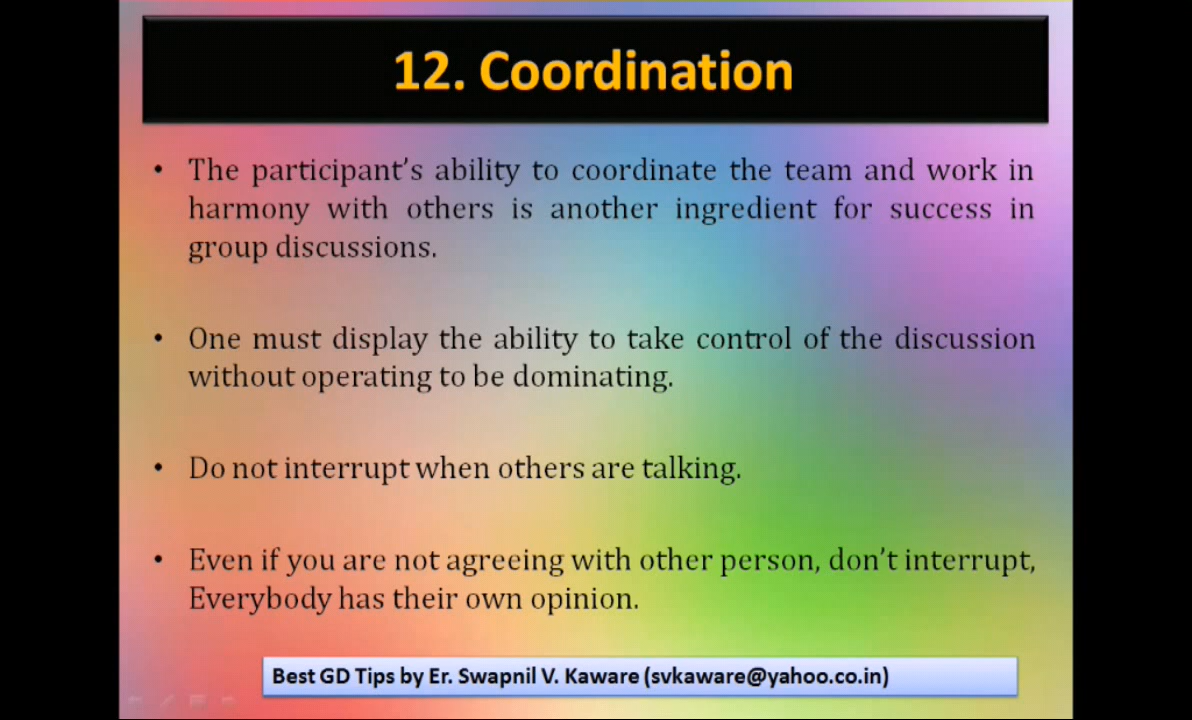 12. Coordination
• The participant's ability to coordinate the team and work in
harmony with others is another ingredient for success in
group discussions.
• One must display the ability to take control of the discussion
without operating to be dominating.
• Do not interrupt when others are talking.
• Even if you are not agreeing with other person, don't interrupt,
Everybody has their own opinion.
Best GD Tips by Er. Swapnil V. Kaware (svkaware@yahoo.co.in)